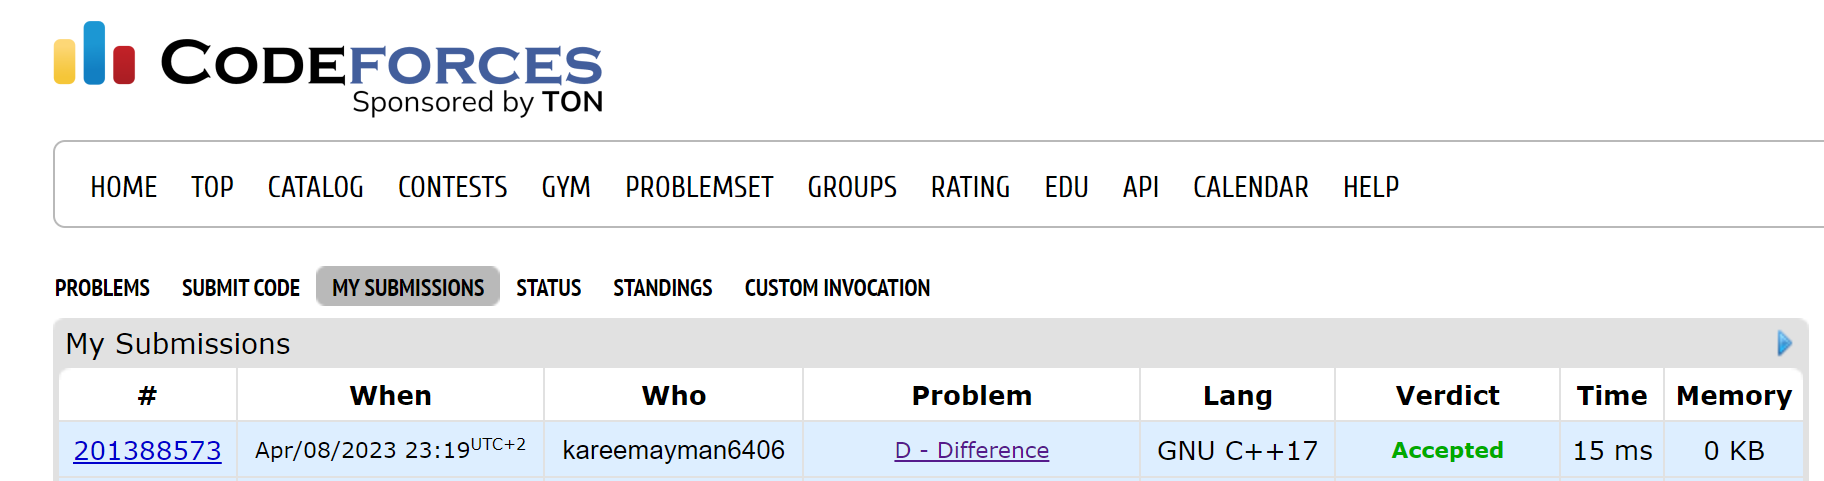 CODEFORCES
Sponsored by TON
HOME TOP CATALOG CONTESTS GYM PROBLEMSET GROUPS RATING EDU API CALENDAR HELP
PROBLEMS SUBMIT CODE MY SUBMISSIONS STATUS STANDINGS CUSTOM INVOCATION
My Submissions
# When Who Problem Lang Verdict Time Memory
201388573 Apr/08/2023 23:19UTC+2 kareemayman6406 D - Difference GNU C++17 Accepted 15 ms 0 KB